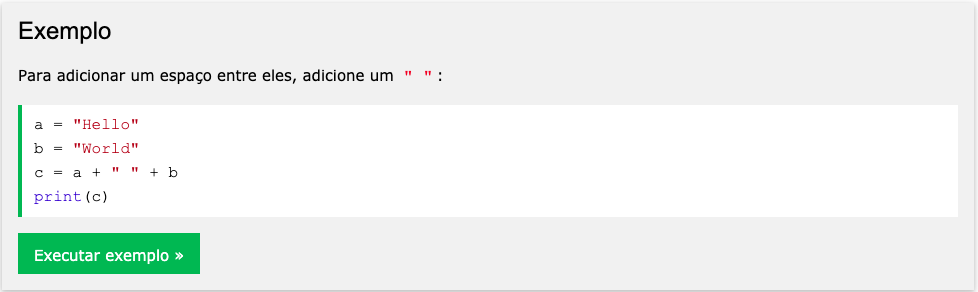 Exemplo
Para adicionar um espaço entre eles, adicione um " ":
a = "Hello"
b = "World"
c = a + " " + b
print(c)
Executar exemplo »